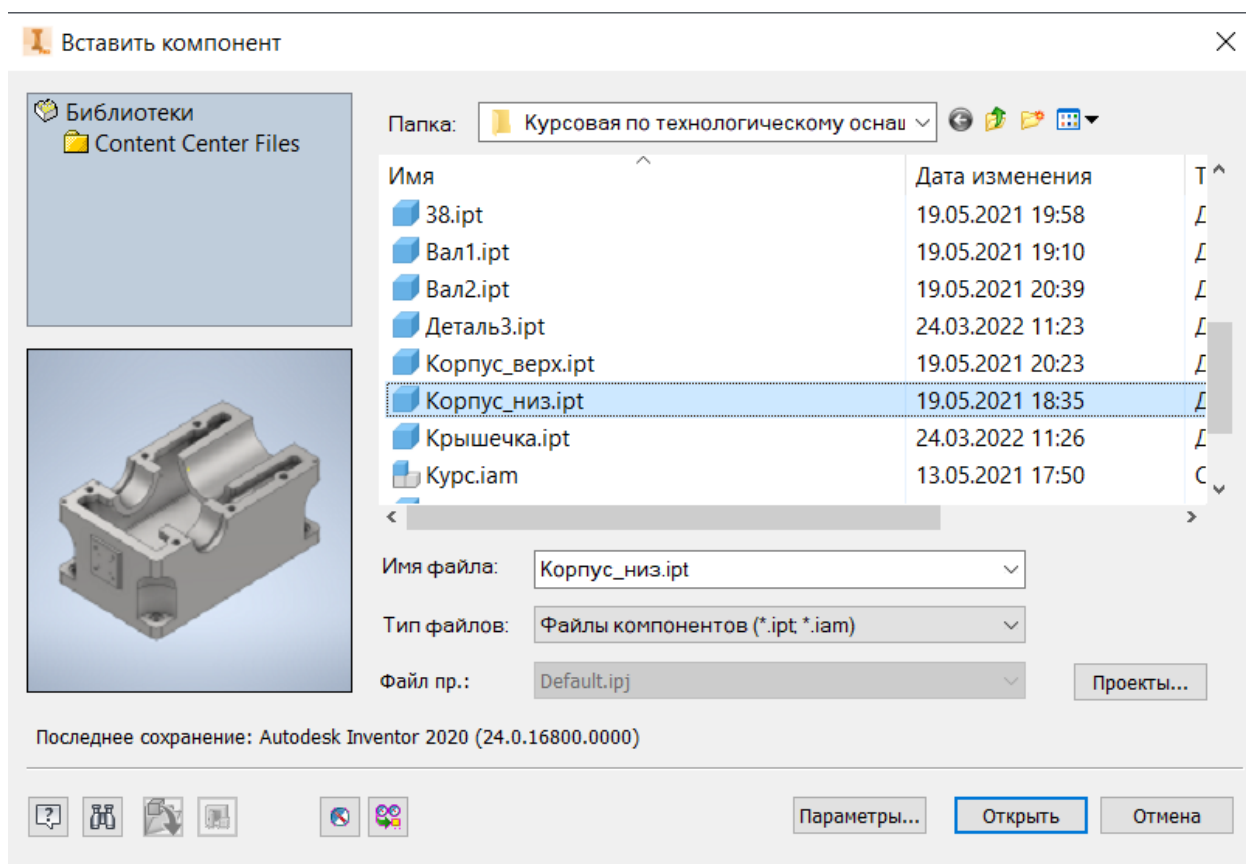 Вставить компонент
Библиотеки
Content Center Files
Папка: Курсовая по технологическому оснащ
Имя Дата изменения Т
38.ipt 19.05.2021 19:58
Вал1.ipt 19.05.2021 19:10
Вал2.ipt 19.05.2021 20:39
Деталь3.ipt 24.03.2022 11:23
Корпус_верх.ipt 19.05.2021 20:23
Корпус_низ.ipt 19.05.2021 18:35
Крышечка.ipt 24.03.2022 11:26
Курс.iam 13.05.2021 17:50 С
Имя файла: Корпус_низ.ipt
Тип файлов: Файлы компонентов (*.ipt; *.iam)
Файл пр.: Default.ipj Проекты...
Последнее сохранение: Autodesk Inventor 2020 (24.0.16800.0000)
Параметры... Открыть Отмена